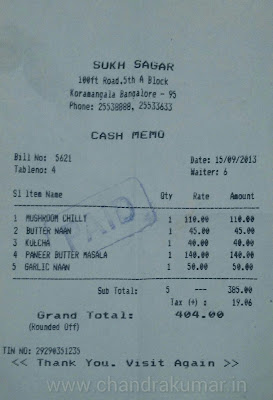 SUKH SAGAR
100ft Road,5th A Block
Koramangala Bangalore - 95
Phone: 25538888, 25533633
CASH MEMO
Bill No: 5621 Date: 15/09/2013
Tableno: 4 Waiter: 6
Sl Item Name Qty Rate Amount
1 MUSHROOM CHILLY 1 110.00 110.00
2 BUTTER NAAN 1 45.00 45.00
3 KULCHA 1 40.00 40.00
4 PANEER BUTTER MASALA 1 140.00 140.00
5 GARLIC NAAN 1 50.00 50.00
PAID
Sub Total: 5 --- 385.00
Tax (+) : 19.06
Grand Total: 404.00
(Rounded Off)
TIN NO: 29290351235
<< Thank You. Visit Again >>
www.chandrakumar.in